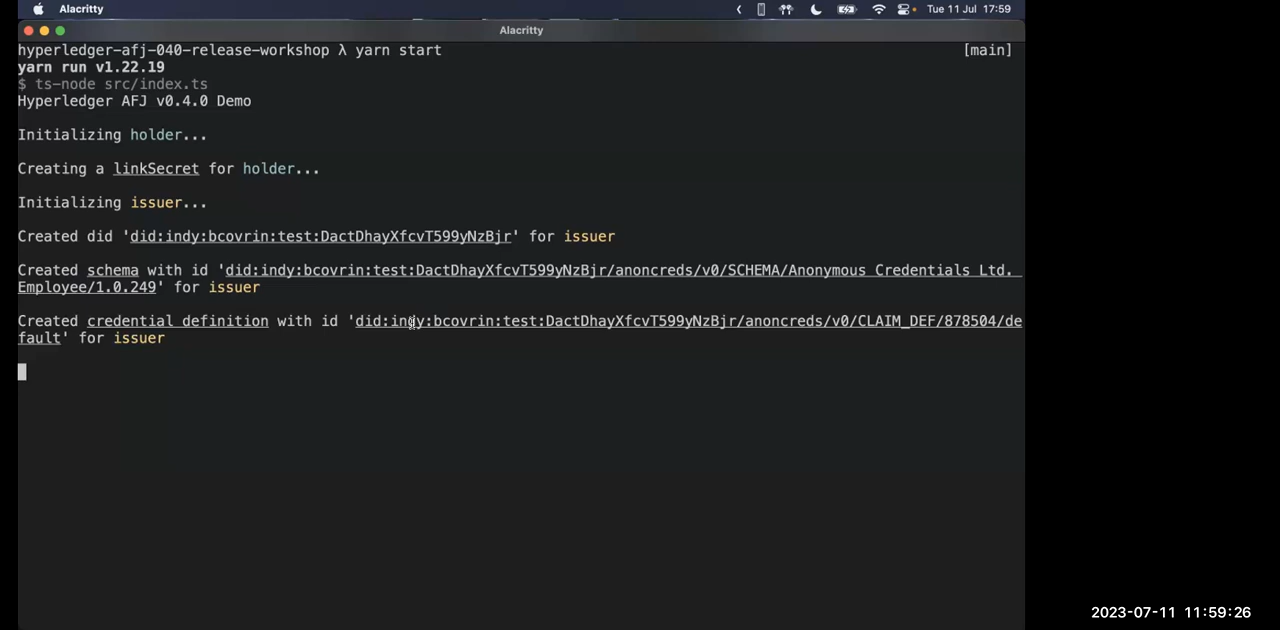 Alacritty
Tue 11 Jul 17:59
Alacritty
hyperledger-afj-040-release-workshop λ yarn start [main]
yarn run v1.22.19
$ ts-node src/index.ts
Hyperledger AFJ v0.4.0 Demo
Initializing holder...
Creating a linkSecret for holder...
Initializing issuer...
Created did 'did:indy:bcovrin:test:DactDhayXfcvT599yNzBjr' for issuer
Created schema with id 'did:indy:bcovrin:test:DactDhayXfcvT599yNzBjr/anoncreds/v0/SCHEMA/Anonymous Credentials Ltd.
Employee/1.0.249' for issuer
Created credential definition with id 'did:indy:bcovrin:test:DactDhayXfcvT599yNzBjr/anoncreds/v0/CLAIM_DEF/878504/de
fault' for issuer
2023-07-11 11:59:26